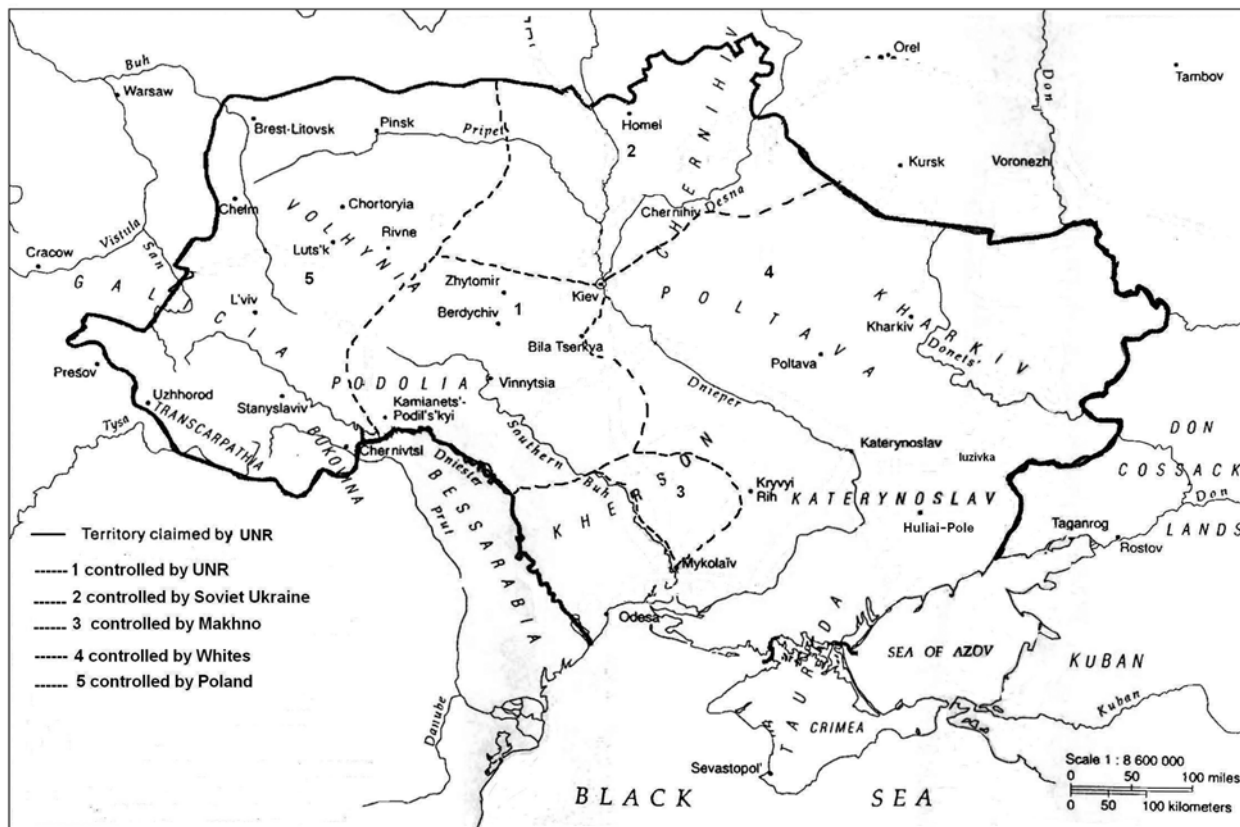 Orel
Tambov
Don
Buh
Warsaw
Brest-Litovsk
Pinsk
Pripet
Homel
2
CHERNIHIV
Kursk
Voronezh
Chelm
Chortoryia
VOLHYNIA
Rivne
Luts'k
5
Chernihiv
Desna
Vistula
San
Cracow
GALICIA
L'viv
Zhytomir
1
Berdychiv
Kiev
4
POLTAVA
KHARKIV
Kharkiv
Donets'
Bila Tserkya
Poltava
Prešov
Uzhhorod
TRANSCARPATHIA
Stanyslaviv
PODOLIA
Vinnytsia
Kamianets'-
Podil's'kyi
Dnieper
Tysa
BUKOVINA
Chernivtsi
Dniester
Southern
Buh
Prut
BESSARABIA
KHERSON
3
Kryvyi
Rih
Katerynoslav
Iuzivka
KATERYNOSLAV
Huliai-Pole
DON
COSSACK
Don
LANDS
Taganrog
Rostov
Mykolaïv
Odesa
TAURIDA
SEA OF AZOV
KUBAN
Kuban
CRIMEA
Sevastopol'
Danube
BLACK SEA
Territory claimed by UNR
1 controlled by UNR
2 controlled by Soviet Ukraine
3 controlled by Makhno
4 controlled by Whites
5 controlled by Poland
Scale 1 : 8 600 000
0 50 100 miles
0 50 100 kilometers